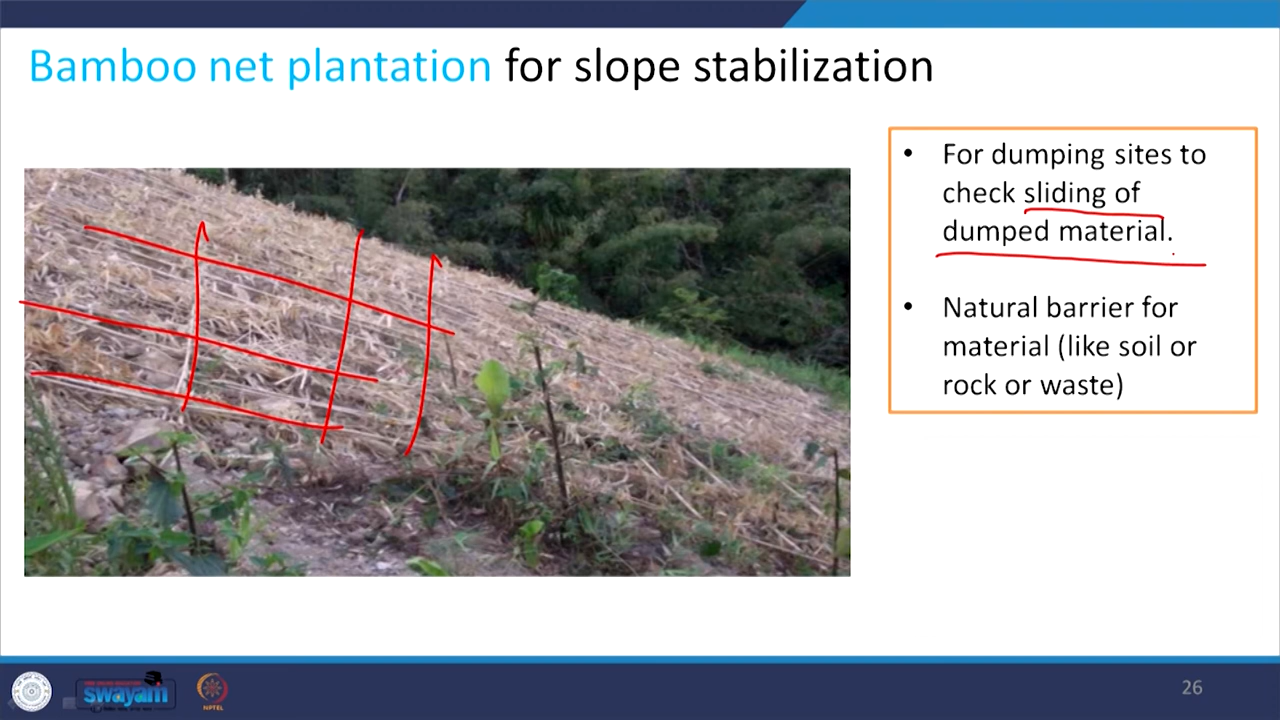 Bamboo net plantation for slope stabilization
• For dumping sites to
check sliding of
dumped material.
• Natural barrier for
material (like soil or
rock or waste)
swayam
NPTEL
26